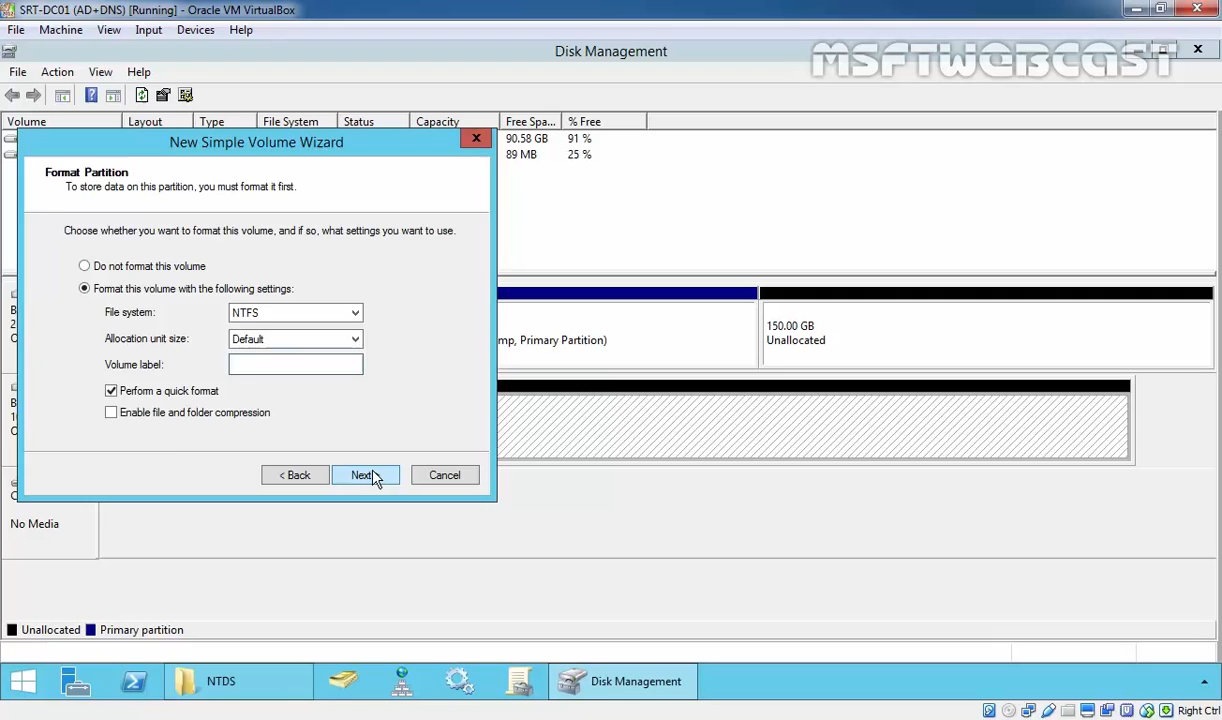 SRT-DC01 (AD+DNS) [Running] - Oracle VM VirtualBox
File Machine View Input Devices Help
Disk Management
MSFTWEBCAST
File Action View Help
Volume Layout Type File System Status Capacity Free Spa... % Free
90.58 GB 91 %
89 MB 25 %
New Simple Volume Wizard
Format Partition
To store data on this partition, you must format it first.
Choose whether you want to format this volume, and if so, what settings you want to use.
Do not format this volume
Format this volume with the following settings:
File system: NTFS
Allocation unit size: Default
Volume label:
Perform a quick format
Enable file and folder compression
< Back Next Cancel
150.00 GB
mp, Primary Partition) Unallocated
No Media
Unallocated Primary partition
NTDS Disk Management
Right Ctrl